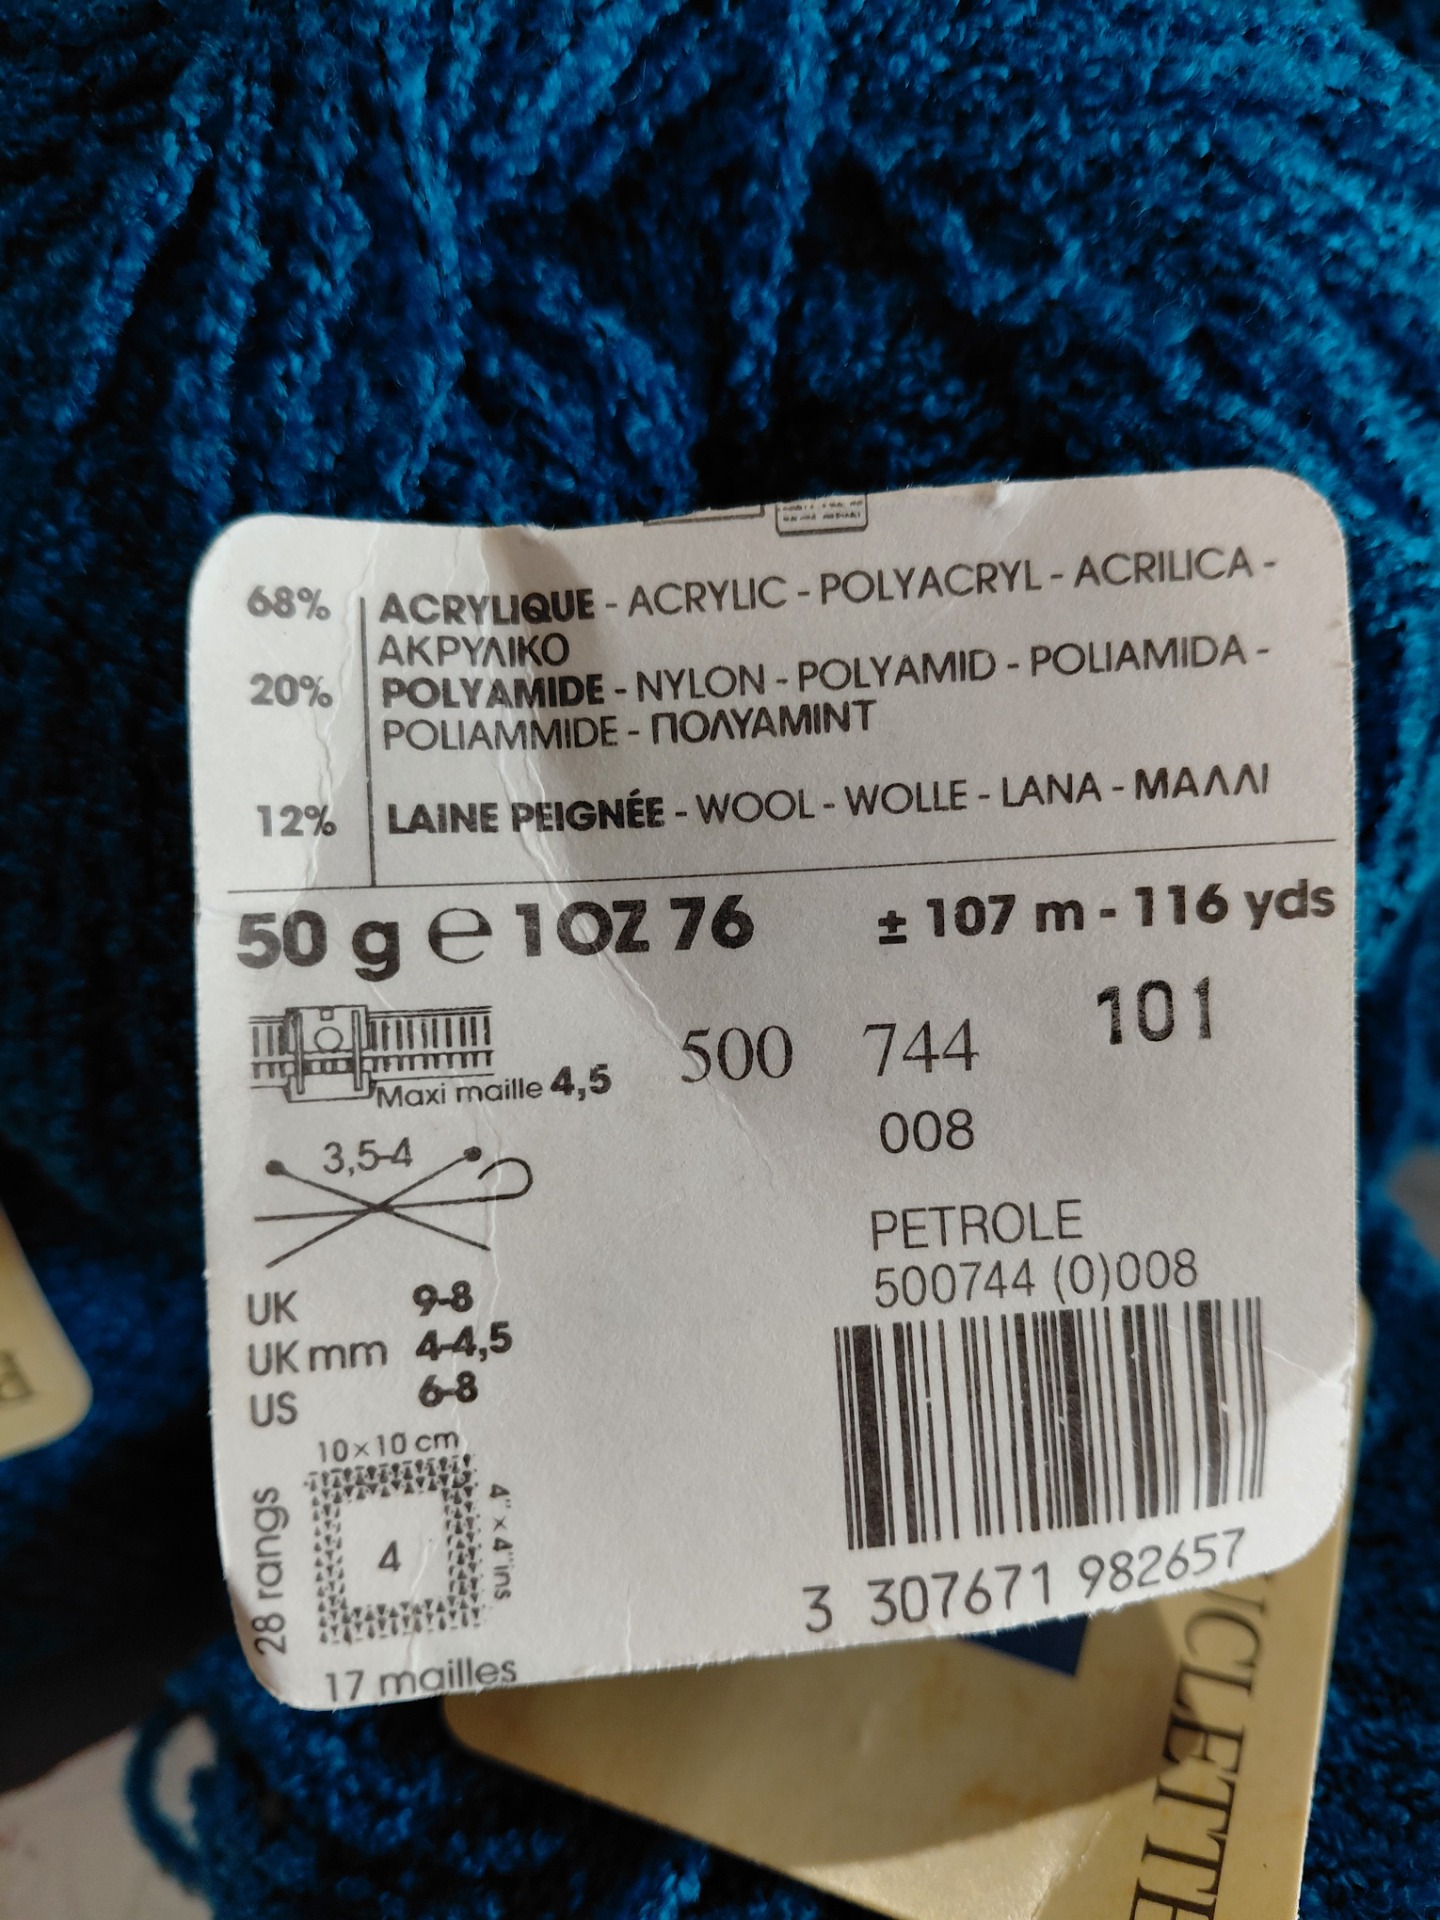 68% ACRYLIQUE - ACRYLIC - POLYACRYL - ACRILICA -
ΑΚΡΥΛΙΚΟ
20% POLYAMIDE - NYLON - POLYAMID - POLIAMIDA -
POLIAMMIDE - ΠΟΛΥΑΜΙΝΤ
12% LAINE PEIGNÉE - WOOL - WOLLE - LANA - ΜΑΛΛΙ
50 g e 1 OZ 76 ± 107 m - 116 yds
500 744 101
Maxi maille 4,5
008
3,5-4
PETROLE
500744 (0)008
UK 9-8
UK mm 4-4,5
US 6-8
10×10 cm
28 rangs
4
4" × 4"ins
17 mailles
3 307671 982657